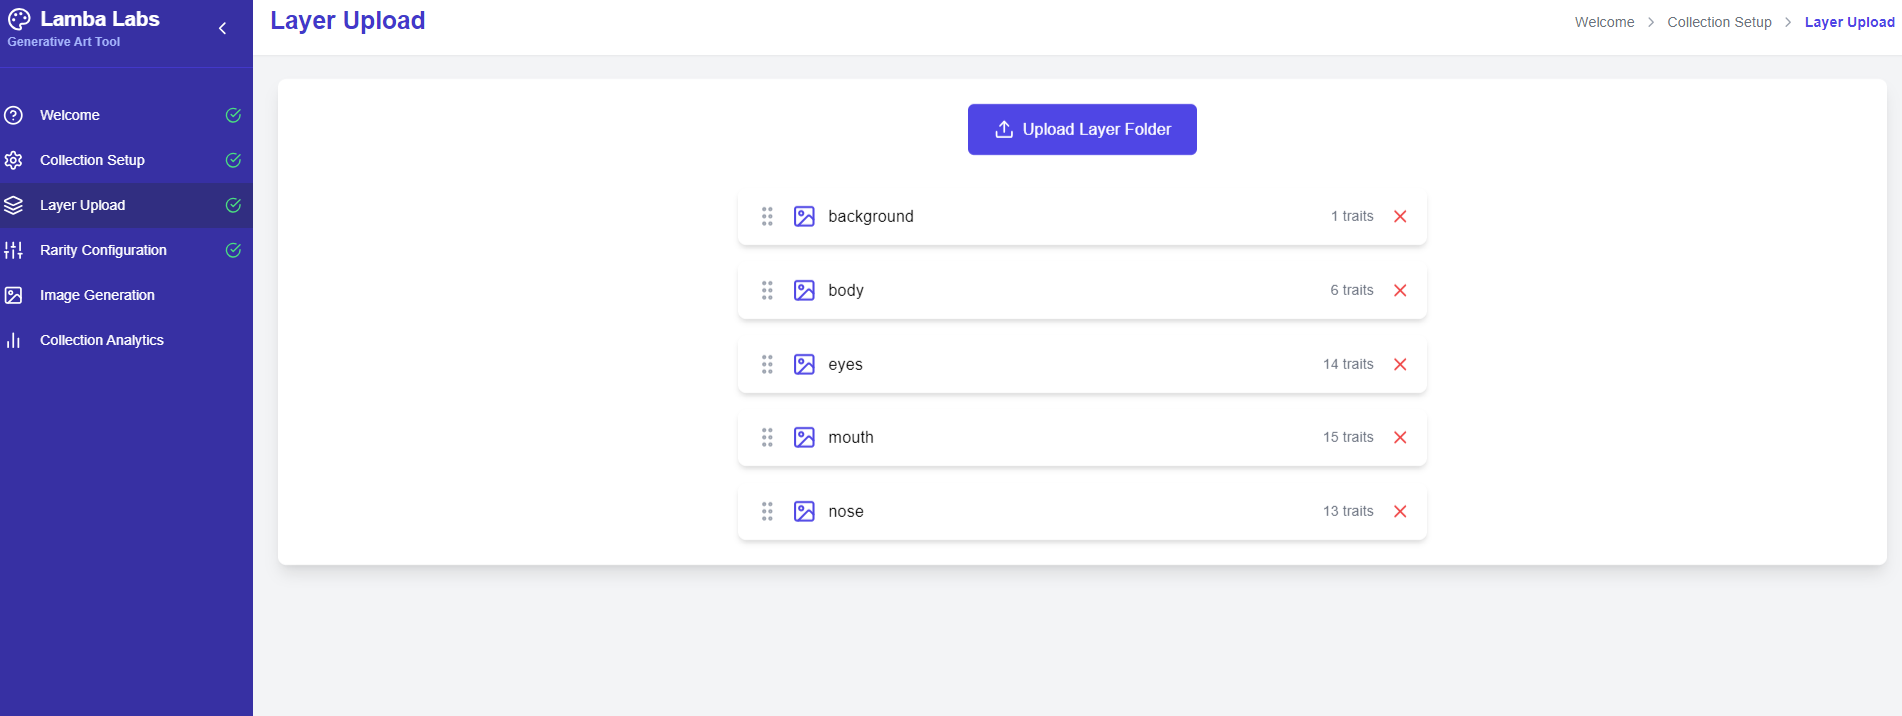 Lamba Labs
Generative Art Tool
Welcome
Collection Setup
Layer Upload
Rarity Configuration
Image Generation
Collection Analytics
Layer Upload
Welcome > Collection Setup > Layer Upload
Upload Layer Folder
background 1 traits
body 6 traits
eyes 14 traits
mouth 15 traits
nose 13 traits